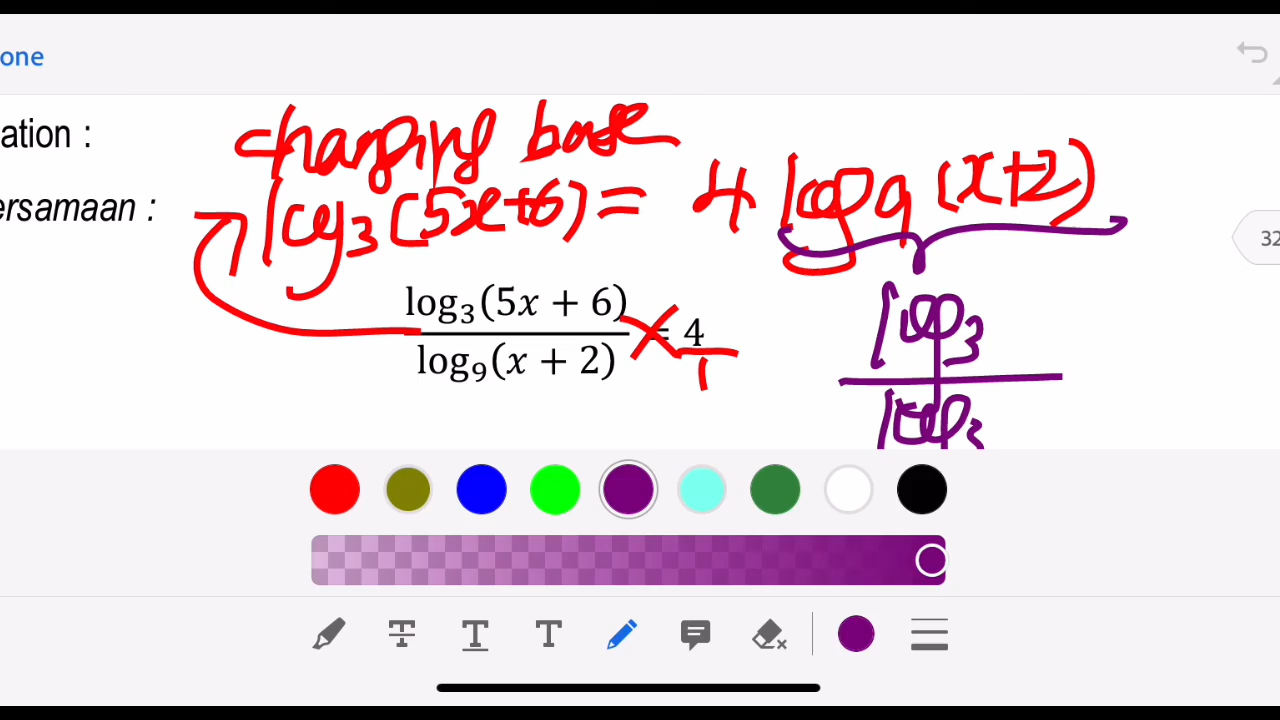 one
ation :
changing base
ersamaan :
log₃(5x+6) = 4 log₉(x+2)
32
log₃(5x + 6)
log₉(x + 2)
= 4
1
log₃
log₃
T T T